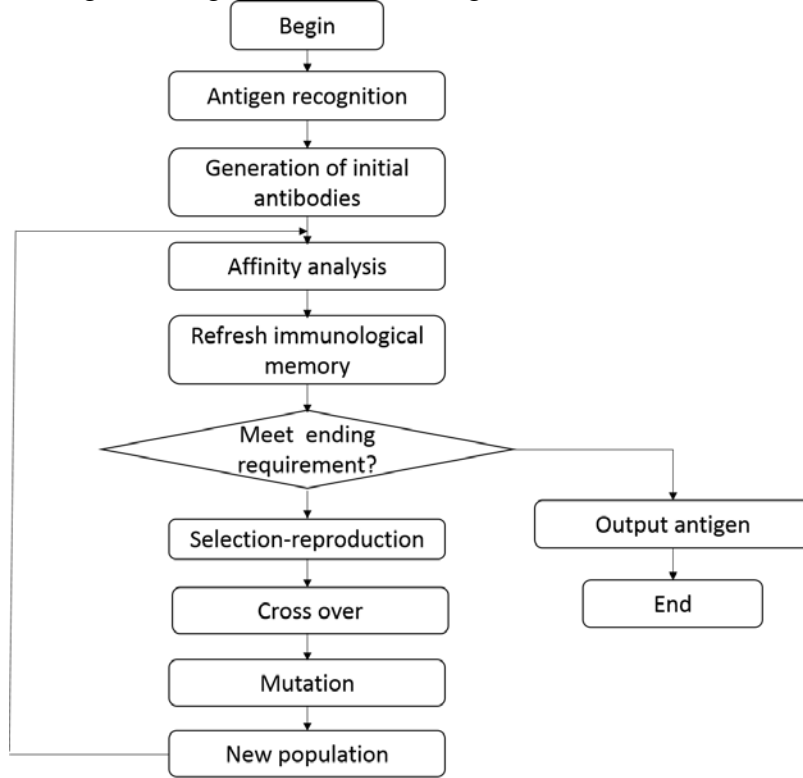 Begin
Antigen recognition
Generation of initial
antibodies
Affinity analysis
Refresh immunological
memory
Meet ending
requirement?
Selection-reproduction
Output antigen
Cross over
End
Mutation
New population